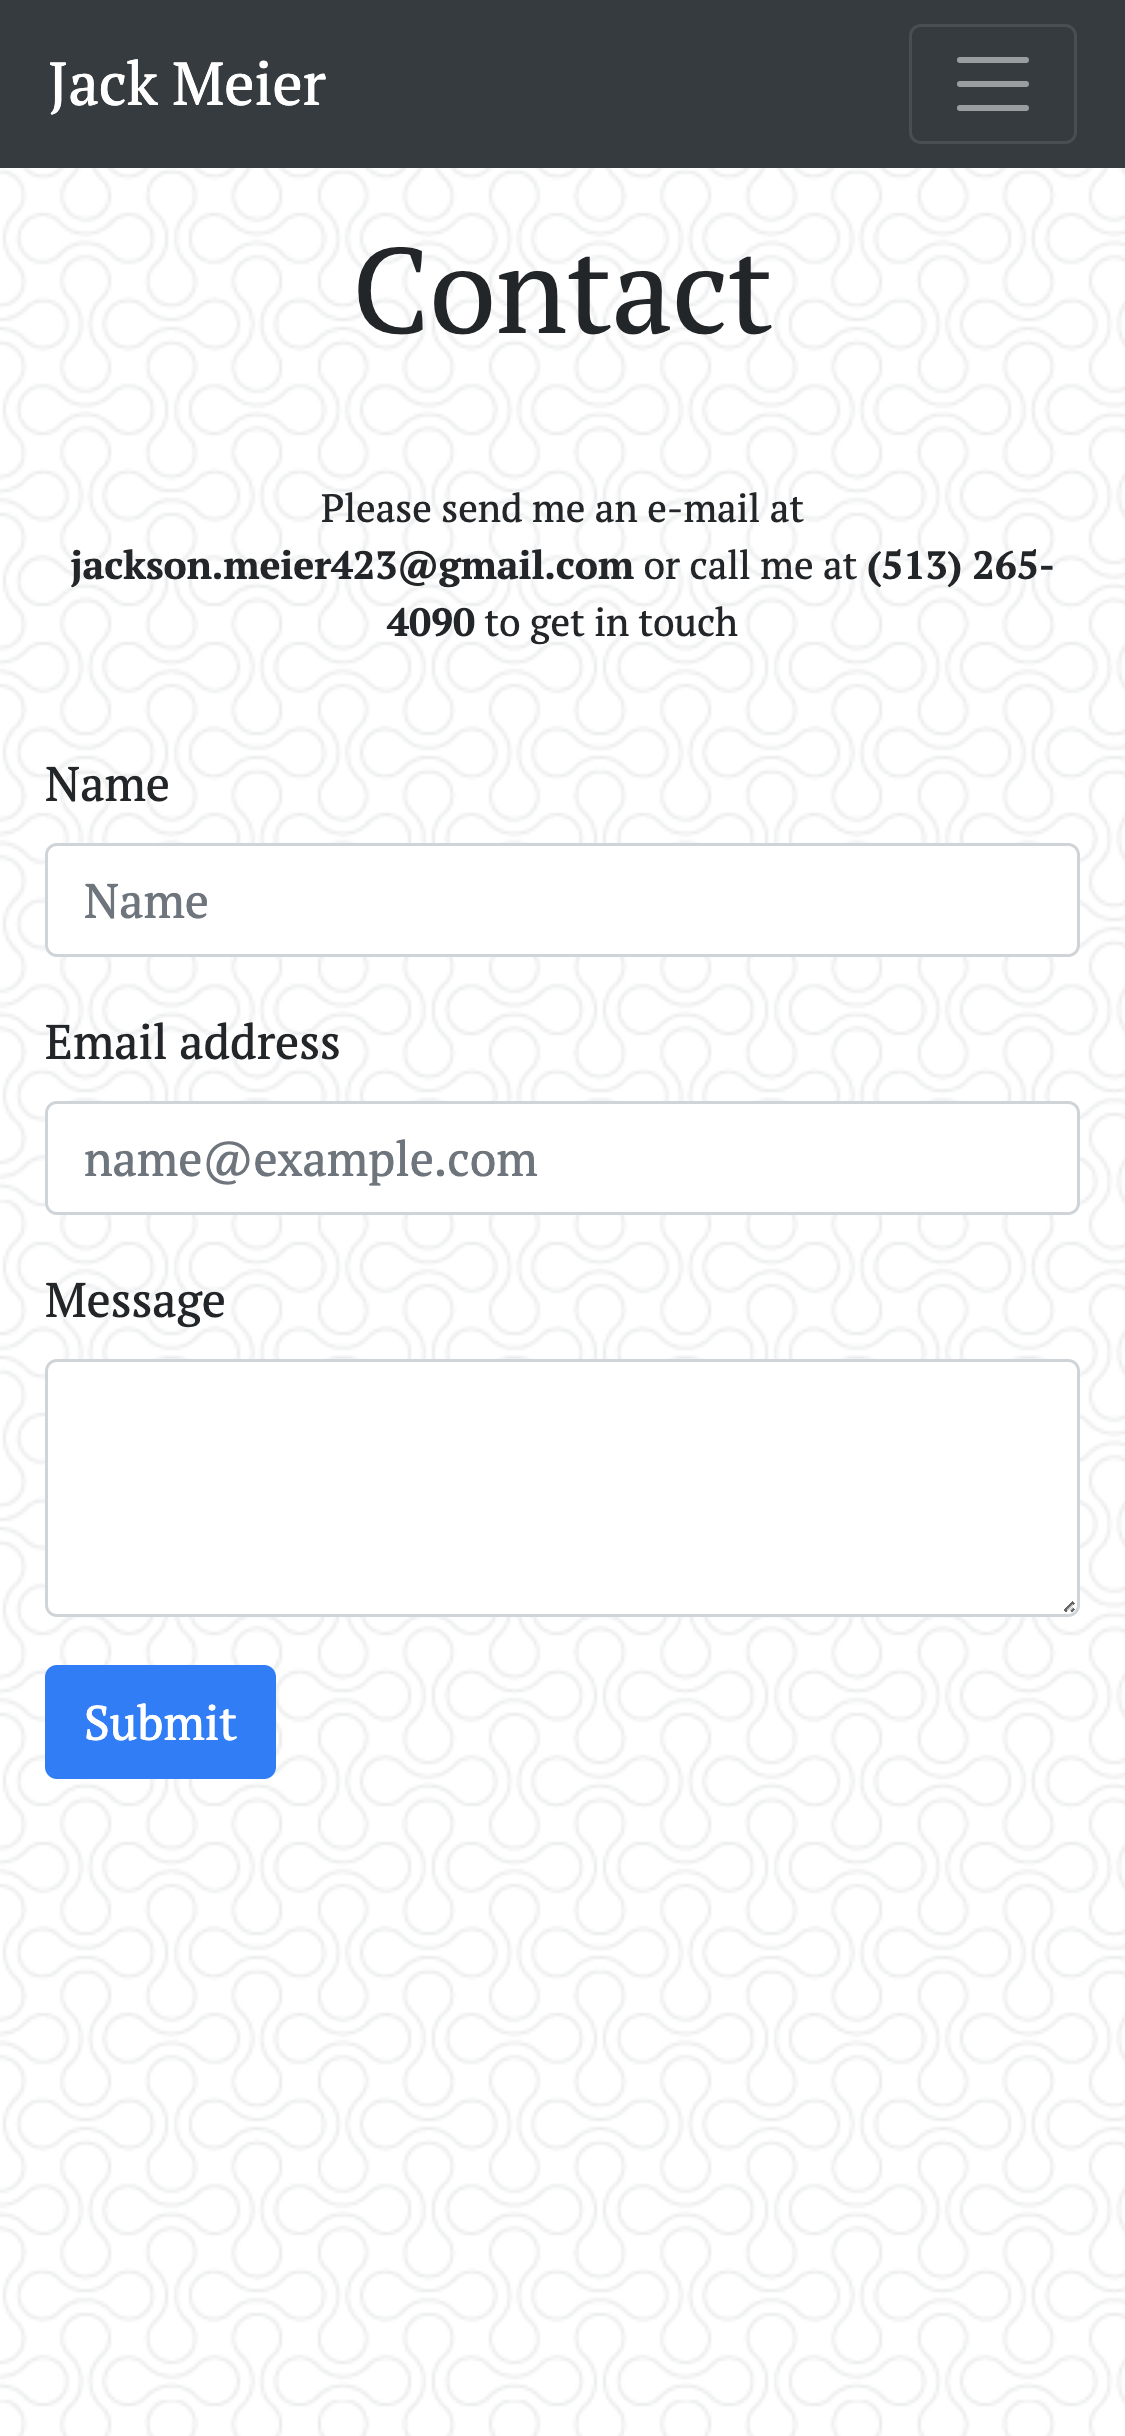 Jack Meier
Contact
Please send me an e-mail at
jackson.meier423@gmail.com or call me at (513) 265-
4090 to get in touch
Name
Name
Email address
name@example.com
Message
Submit